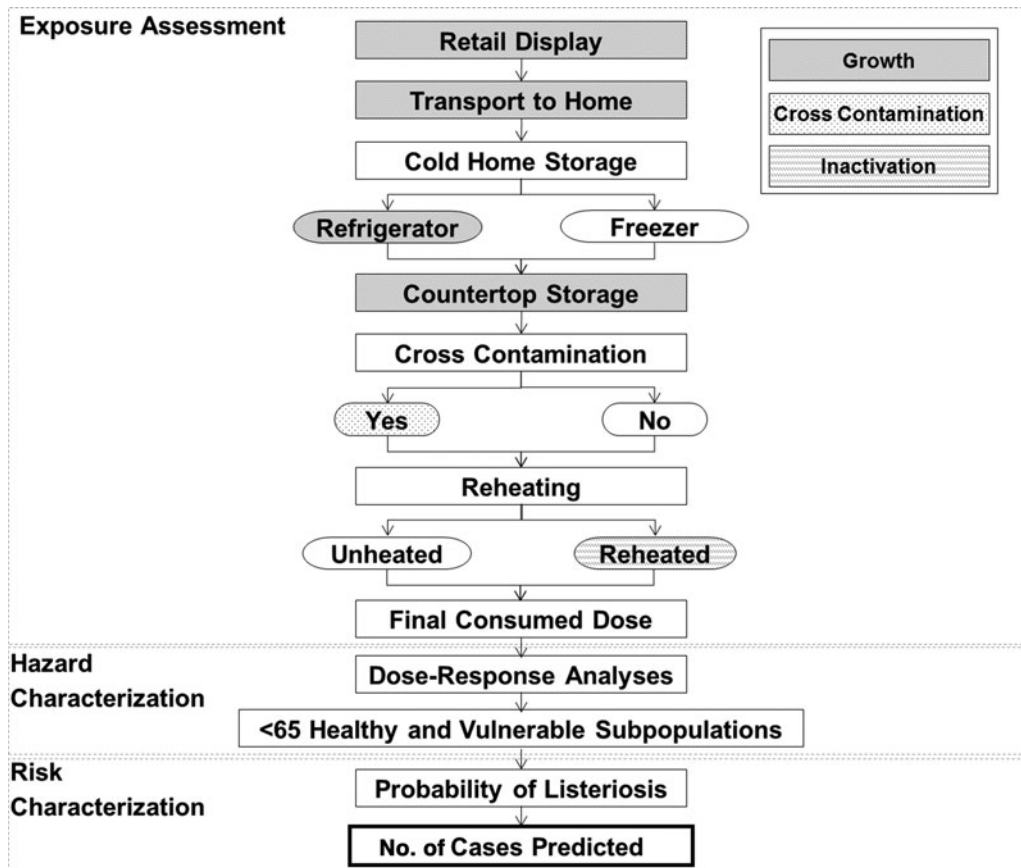 Exposure Assessment
Retail Display
Growth
Transport to Home
Cross Contamination
Cold Home Storage
Inactivation
Refrigerator
Freezer
Countertop Storage
Cross Contamination
Yes
No
Reheating
Unheated
Reheated
Final Consumed Dose
Hazard
Characterization
Dose-Response Analyses
<65 Healthy and Vulnerable Subpopulations
Risk
Characterization
Probability of Listeriosis
No. of Cases Predicted